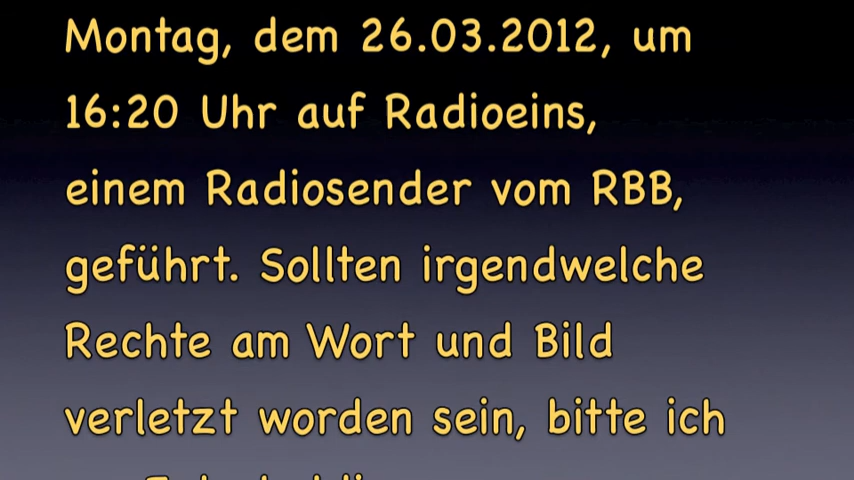 Montag, dem 26.03.2012, um
16:20 Uhr auf Radioeins,
einem Radiosender vom RBB,
geführt. Sollten irgendwelche
Rechte am Wort und Bild
verletzt worden sein, bitte ich